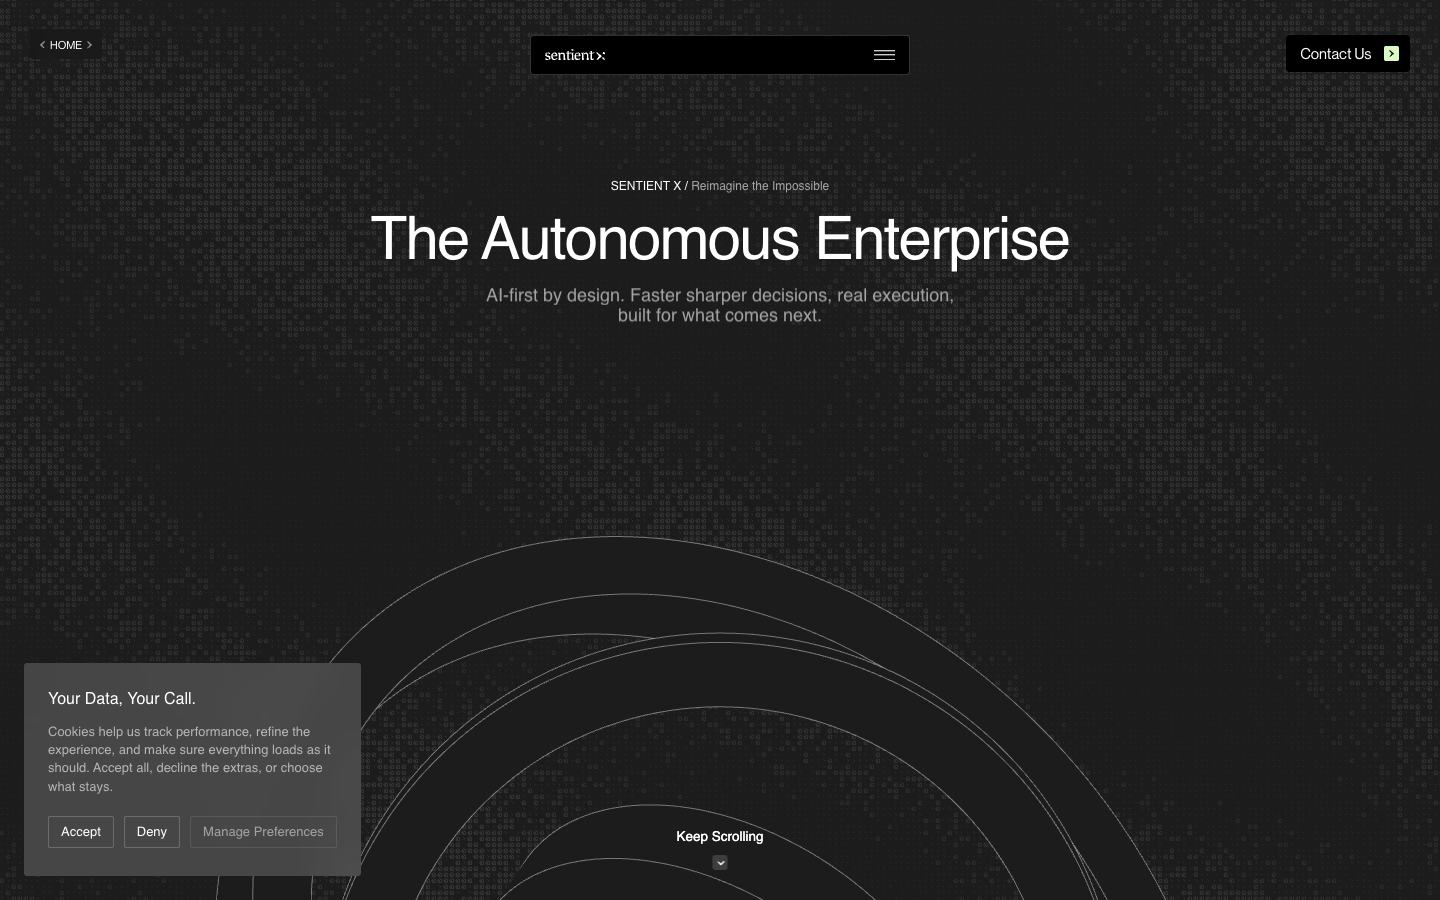 HOME
sentient
Contact Us
SENTIENT X / Reimagine the Impossible
The Autonomous Enterprise
AI-first by design. Faster sharper decisions, real execution,
built for what comes next.
Your Data, Your Call.
Cookies help us track performance, refine the
experience, and make sure everything loads as it
should. Accept all, decline the extras, or choose
what stays.
Accept
Deny
Manage Preferences
Keep Scrolling